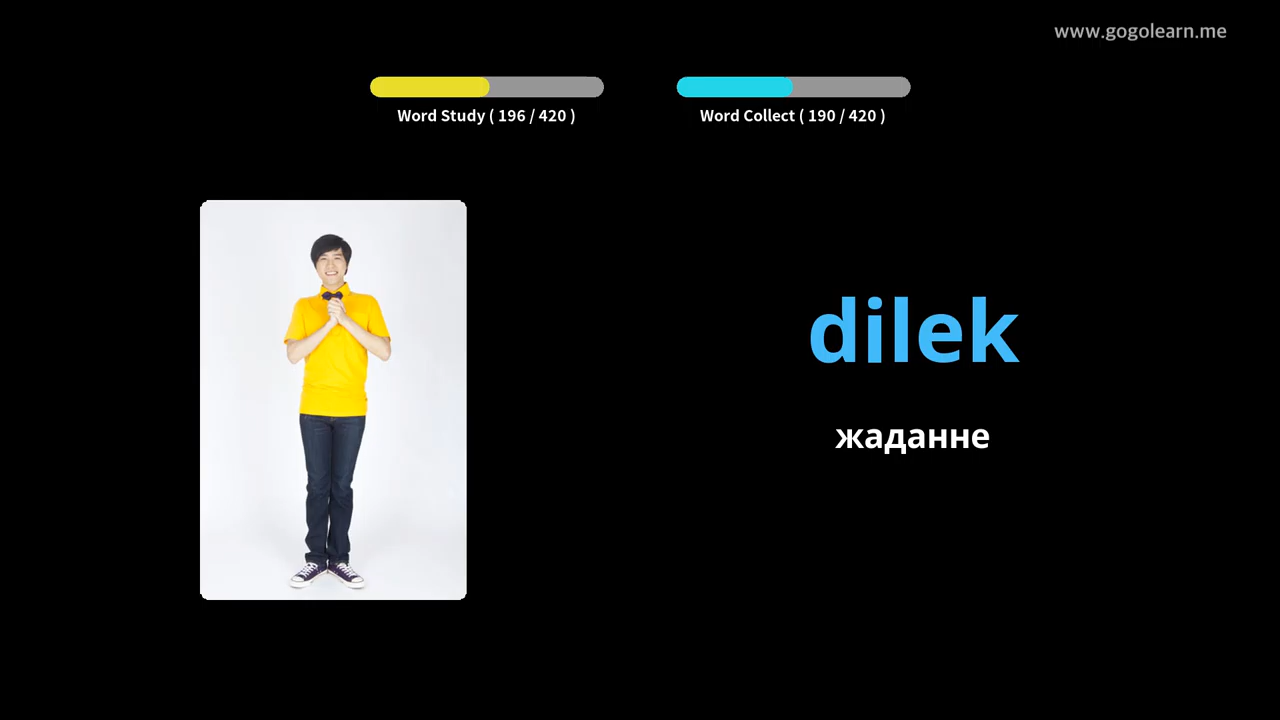 www.gogolearn.me
Word Study ( 196 / 420 )
Word Collect ( 190 / 420 )
dilek
жаданне